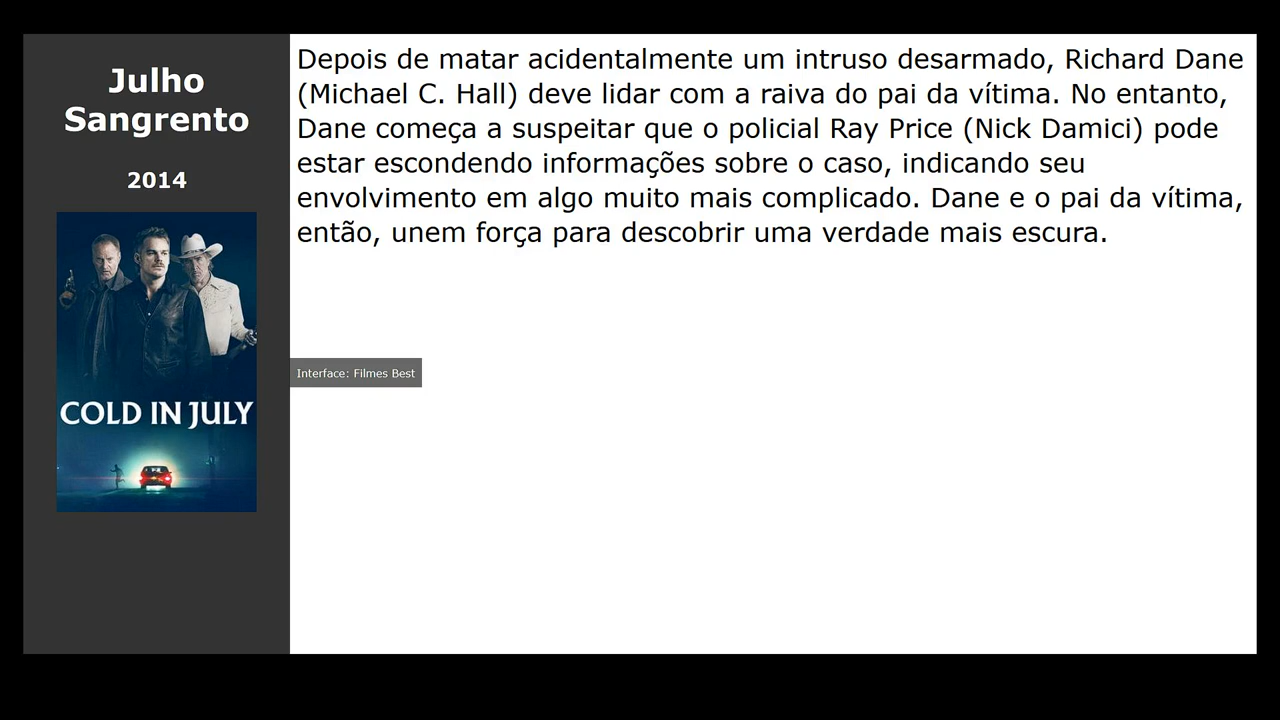 Julho
Sangrento
2014
COLD IN JULY
Depois de matar acidentalmente um intruso desarmado, Richard Dane
(Michael C. Hall) deve lidar com a raiva do pai da vítima. No entanto,
Dane começa a suspeitar que o policial Ray Price (Nick Damici) pode
estar escondendo informações sobre o caso, indicando seu
envolvimento em algo muito mais complicado. Dane e o pai da vítima,
então, unem força para descobrir uma verdade mais escura.
Interface: Filmes Best